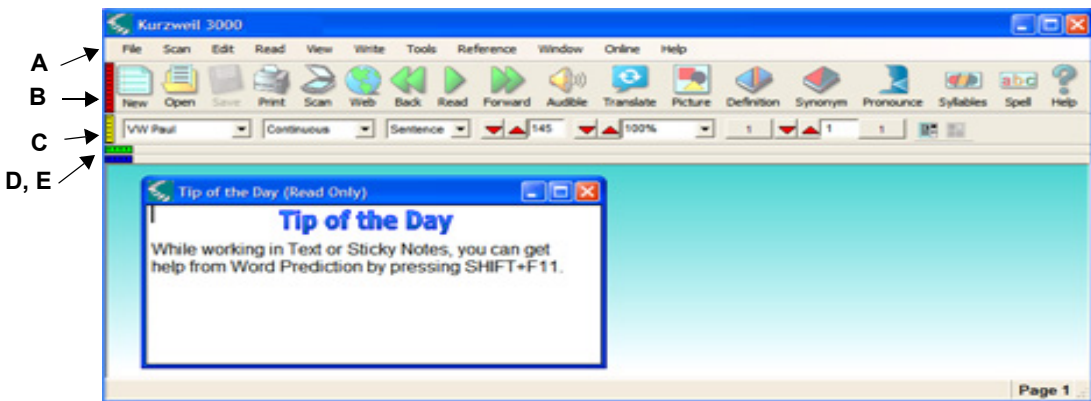 Kurzweil 3000
A
File Scan Edit Read View Write Tools Reference Window Online Help
B
New Open Save Print Scan Web Back Read Forward Audible Translate Picture Definition Synonym Pronounce Syllables Spell Help
abcd
C
VW Paul Continuous Sentence 145 100% 1 1 1
D, E
Tip of the Day (Read Only)
Tip of the Day
While working in Text or Sticky Notes, you can get
help from Word Prediction by pressing SHIFT+F11.
Page 1